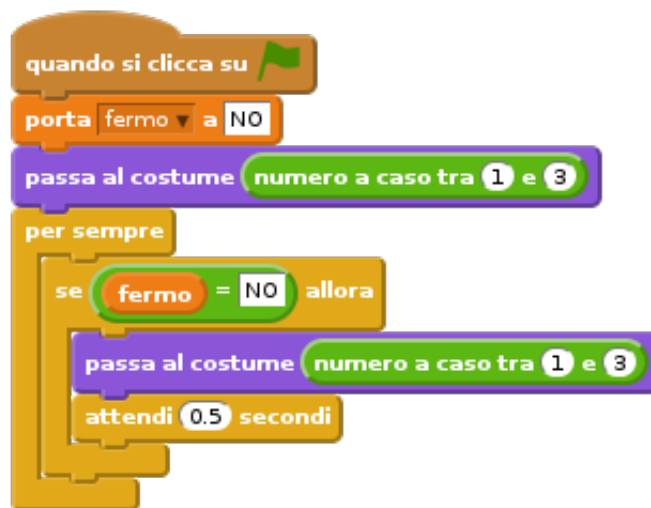 quando si clicca su
porta fermo a NO
passa al costume numero a caso tra 1 e 3
per sempre
se fermo = NO allora
passa al costume numero a caso tra 1 e 3
attendi 0.5 secondi